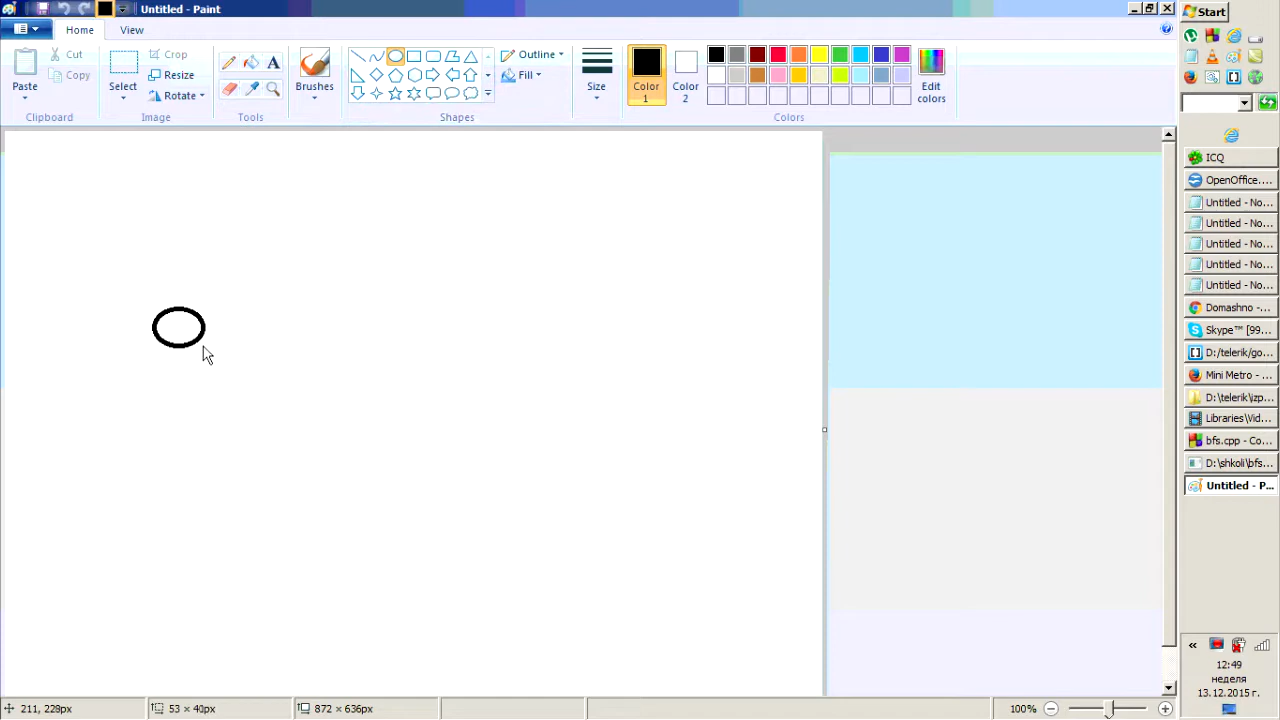 Untitled - Paint
Home View
Paste
Cut
Copy
Clipboard
Select
Crop
Resize
Rotate
Image
Tools
Brushes
Shapes
Outline
Fill
Size
Color 1
Color 2
Edit colors
Colors
211, 229px
53 × 40px
872 × 636px
100%
Start
ICQ
OpenOffice....
Untitled - No...
Untitled - No...
Untitled - No...
Untitled - No...
Untitled - No...
Domashno -...
Skype™ [99...
D:/telerik/go...
Mini Metro - ...
D:\telerik\izp...
Libraries\Vid...
bfs.cpp - Co...
D:\shkoli\bfs...
Untitled - P...
12:49
неделя
13.12.2015 г.